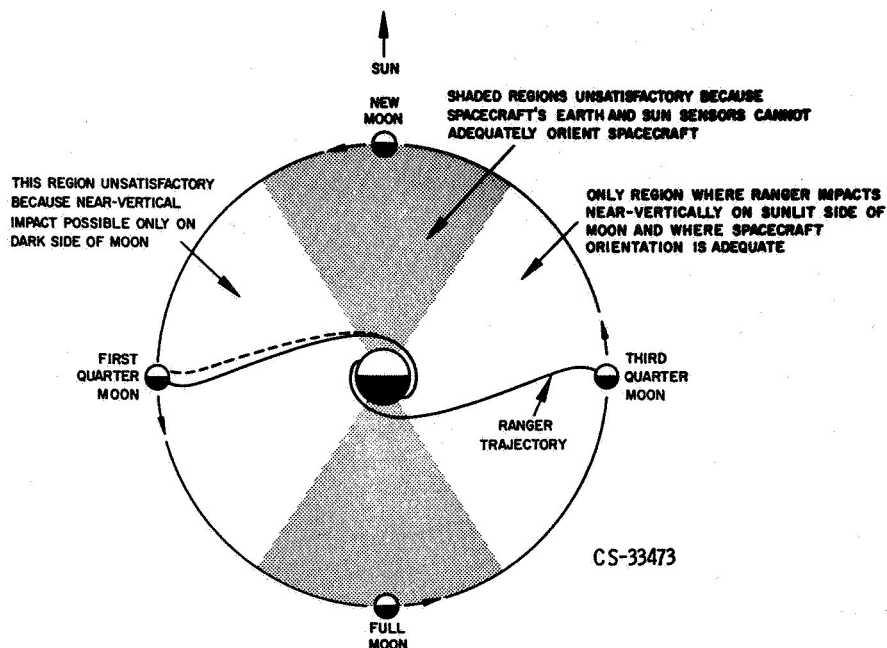 SUN
NEW
MOON
SHADED REGIONS UNSATISFACTORY BECAUSE
SPACECRAFT'S EARTH AND SUN SENSORS CANNOT
ADEQUATELY ORIENT SPACECRAFT
THIS REGION UNSATISFACTORY
BECAUSE NEAR-VERTICAL
IMPACT POSSIBLE ONLY ON
DARK SIDE OF MOON
ONLY REGION WHERE RANGER IMPACTS
NEAR-VERTICALLY ON SUNLIT SIDE OF
MOON AND WHERE SPACECRAFT
ORIENTATION IS ADEQUATE
FIRST
QUARTER
MOON
THIRD
QUARTER
MOON
RANGER
TRAJECTORY
CS-33473
FULL
MOON